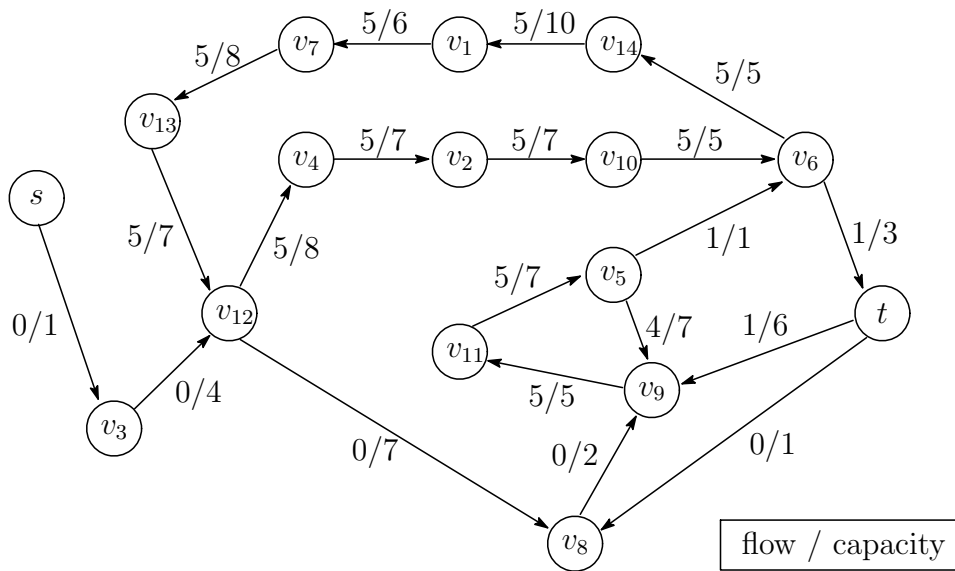 5/6 5/10
v7 v1 v14
5/8 5/5
v13
v4 5/7 v2 5/7 v10 5/5 v6
s
5/7 5/8 1/1 1/3
5/7 v5
0/1 v12 t
v11 4/7 1/6
0/4 5/5 v9
v3
0/7 0/2 0/1
v8
flow / capacity